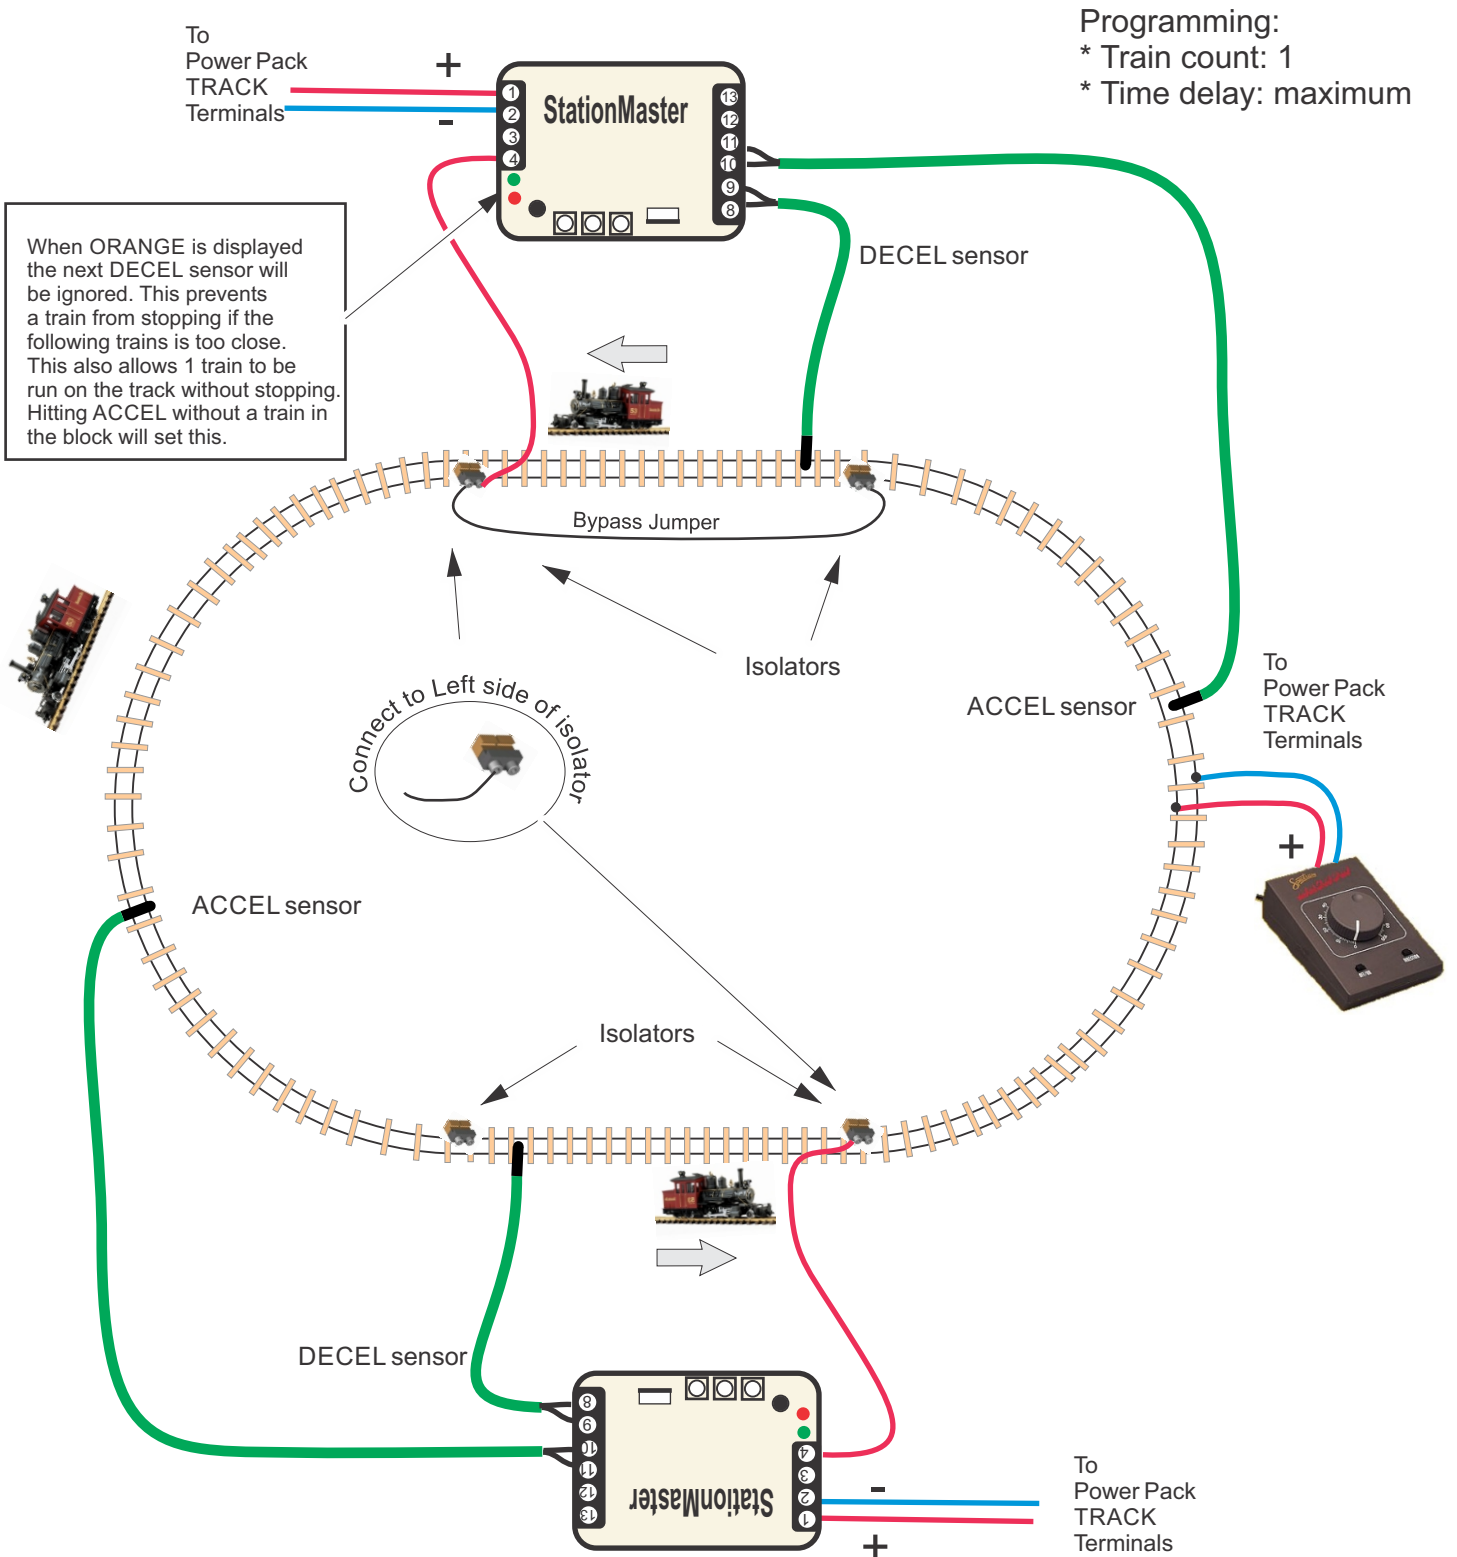 Programming:
* Train count: 1
* Time delay: maximum
To
Power Pack
TRACK
Terminals
+
-
StationMaster
1
2
3
4
13
12
11
10
9
8
When ORANGE is displayed
the next DECEL sensor will
be ignored. This prevents
a train from stopping if the
following trains is too close.
This also allows 1 train to be
run on the track without stopping.
Hitting ACCEL without a train in
the block will set this.
DECEL sensor
Bypass Jumper
Isolators
Connect to Left side of isolator
ACCEL sensor
To
Power Pack
TRACK
Terminals
+
ACCEL sensor
Isolators
DECEL sensor
8
9
10
11
12
13
StationMaster
4
3
2
1
-
+
To
Power Pack
TRACK
Terminals